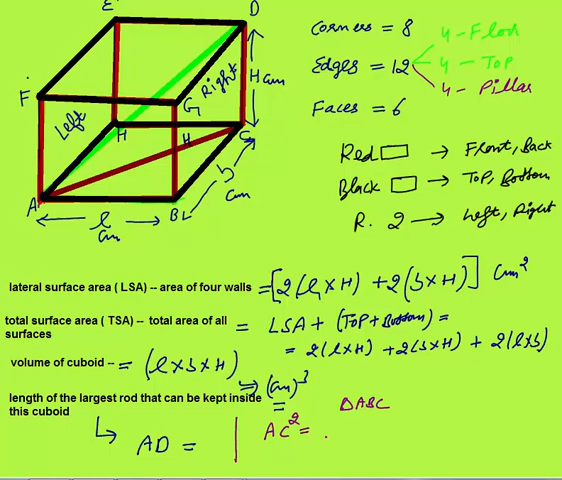 E
D
Corners = 8
4 - Floor
Edges = 12
4 - Top
4 - Pillar
Faces = 6
F
G
Right
H cm
Left
H
H
C
A
B
b
cm
l
cm
Red → Front, Back
Black → Top, Bottom
R. 2 → Left, Right
lateral surface area ( LSA) -- area of four walls = [2(l×H) + 2(b×H)] cm²
total surface area ( TSA) -- total area of all surfaces = LSA + (Top + Bottom) =
= 2(l×H) + 2(b×H) + 2(l×b)
volume of cuboid -- = (l×b×H)
⇒ (cm)³
length of the largest rod that can be kept inside this cuboid =
ΔABC
↳ AD = | AC² = .